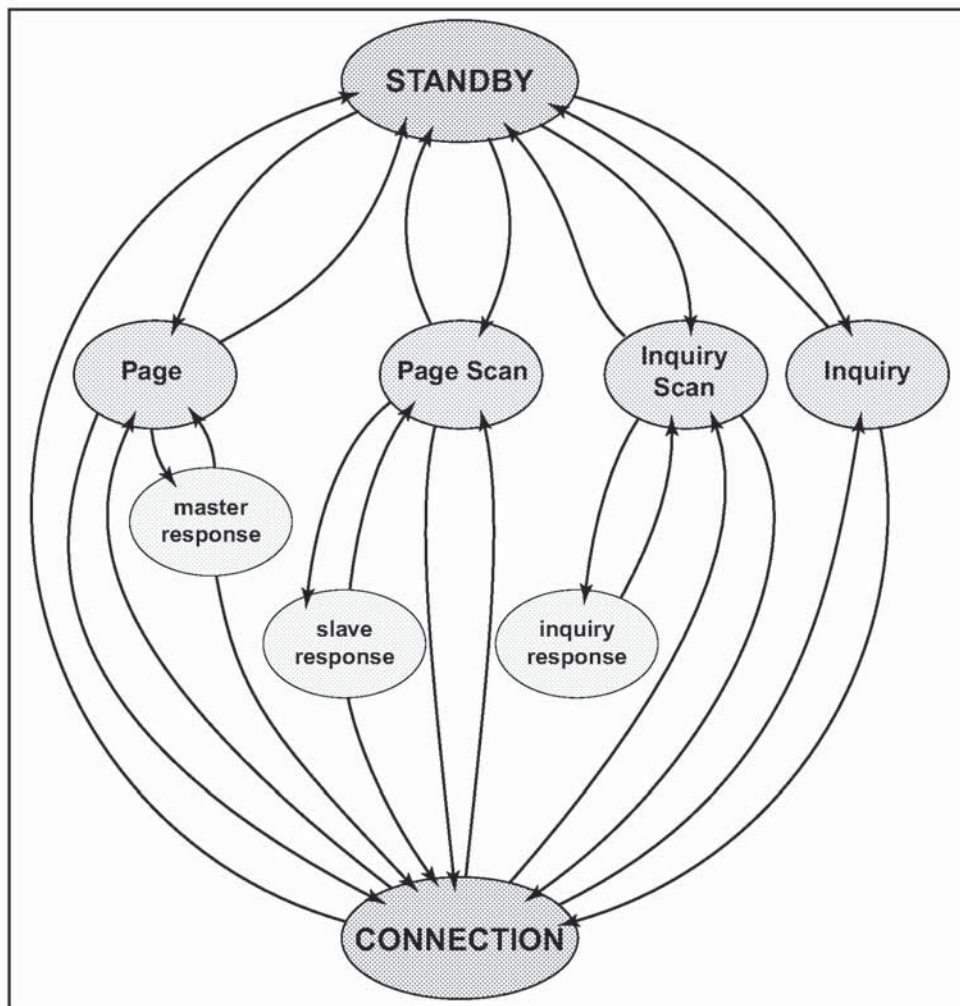 STANDBY
Page
Page Scan
Inquiry
Scan
Inquiry
master
response
slave
response
inquiry
response
CONNECTION